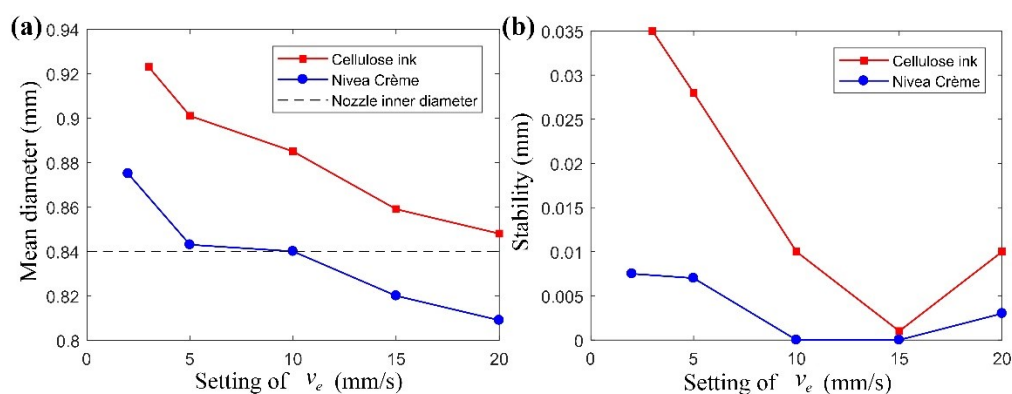 (a)
0.94
0.92
0.9
0.88
0.86
0.84
0.82
0.8
Mean diameter (mm)
Cellulose ink
Nivea Crème
Nozzle inner diameter
0 5 10 15 20
Setting of vₑ (mm/s)
(b)
0.035
0.03
0.025
0.02
0.015
0.01
0.005
0
Stability (mm)
Cellulose ink
Nivea Crème
0 5 10 15 20
Setting of vₑ (mm/s)